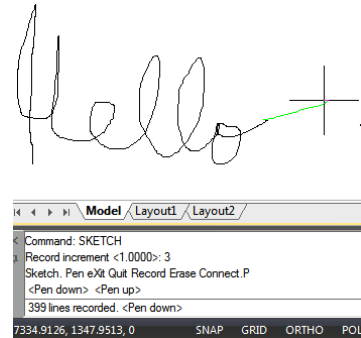 Hello
Model Layout1 Layout2
Command: SKETCH
Record increment <1.0000>: 3
Sketch. Pen eXit Quit Record Erase Connect.P
<Pen down> <Pen up>
399 lines recorded. <Pen down>
7334.9126, 1347.9513, 0 SNAP GRID ORTHO POL